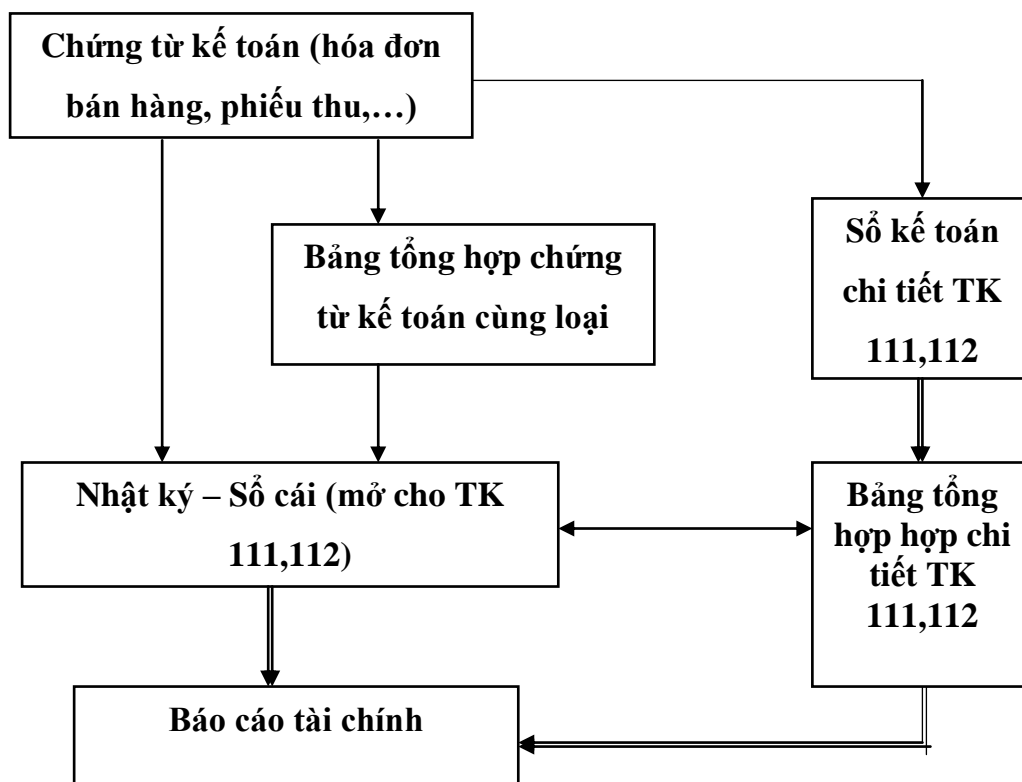 Chứng từ kế toán (hóa đơn
bán hàng, phiếu thu,…)
Bảng tổng hợp chứng
từ kế toán cùng loại
Sổ kế toán
chi tiết TK
111,112
Nhật ký – Sổ cái (mở cho TK
111,112)
Bảng tổng
hợp hợp chi
tiết TK
111,112
Báo cáo tài chính